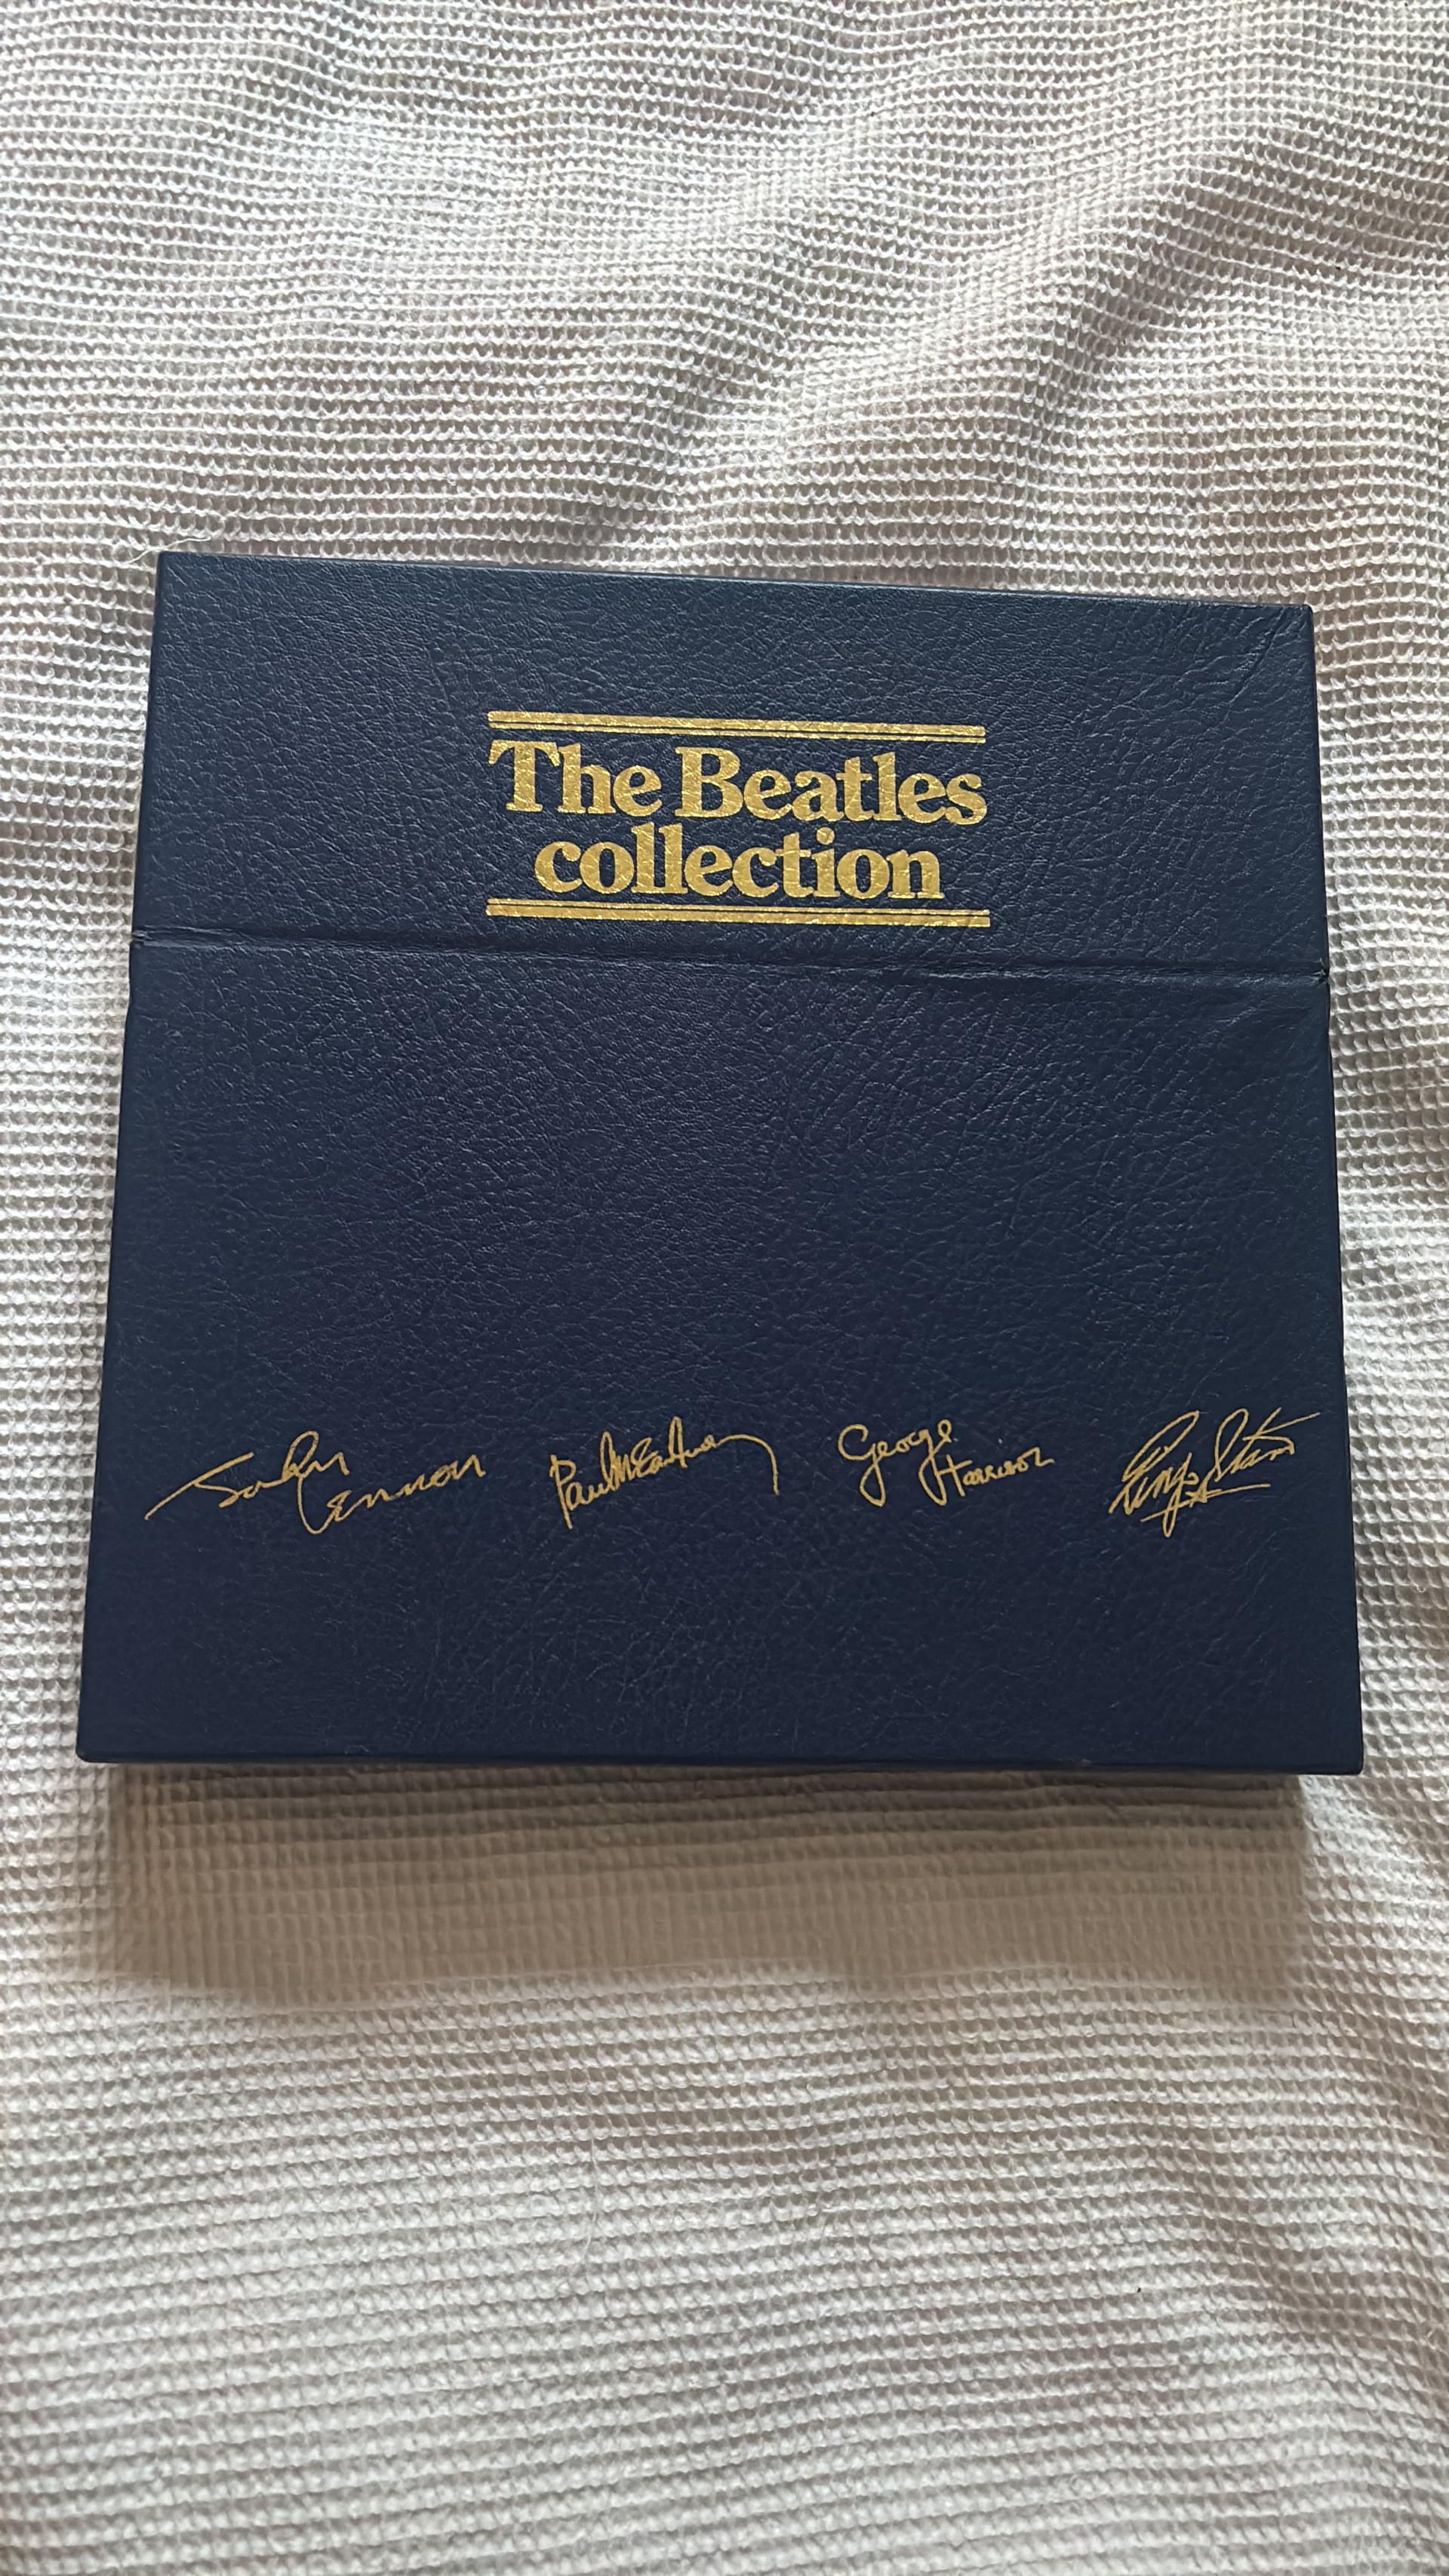 The Beatles
collection
John Lennon Paul McCartney George Harrison Ringo Starr